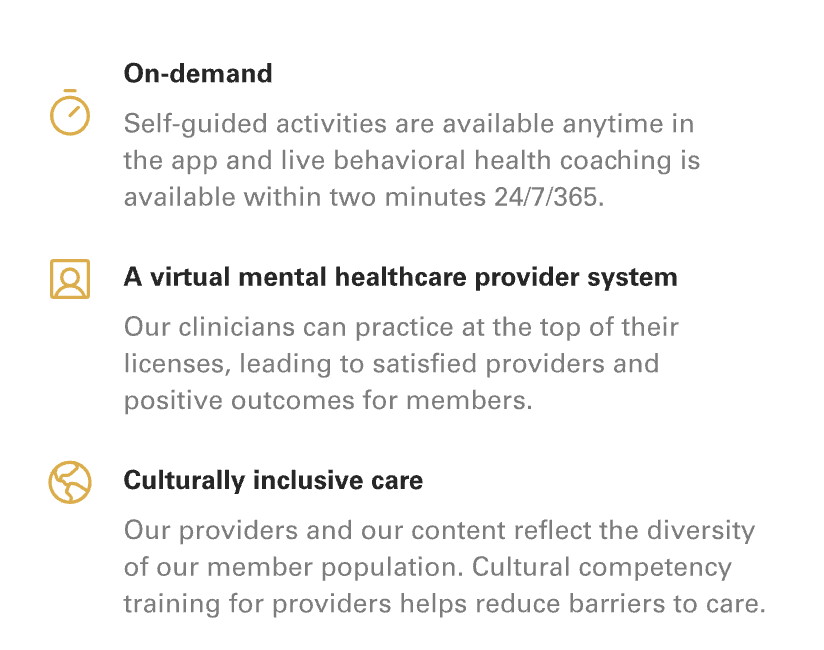 On-demand
Self-guided activities are available anytime in
the app and live behavioral health coaching is
available within two minutes 24/7/365.
A virtual mental healthcare provider system
Our clinicians can practice at the top of their
licenses, leading to satisfied providers and
positive outcomes for members.
Culturally inclusive care
Our providers and our content reflect the diversity
of our member population. Cultural competency
training for providers helps reduce barriers to care.